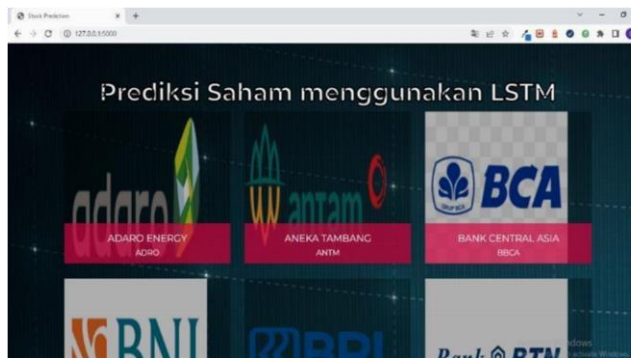 Stock Prediction
127.0.0.1:5000
Prediksi Saham menggunakan LSTM
adaro
antam
BCA
ADARO ENERGY
ADRO
ANEKA TAMBANG
ANTM
BANK CENTRAL ASIA
BBCA
BNI
BRI
Bank BTN